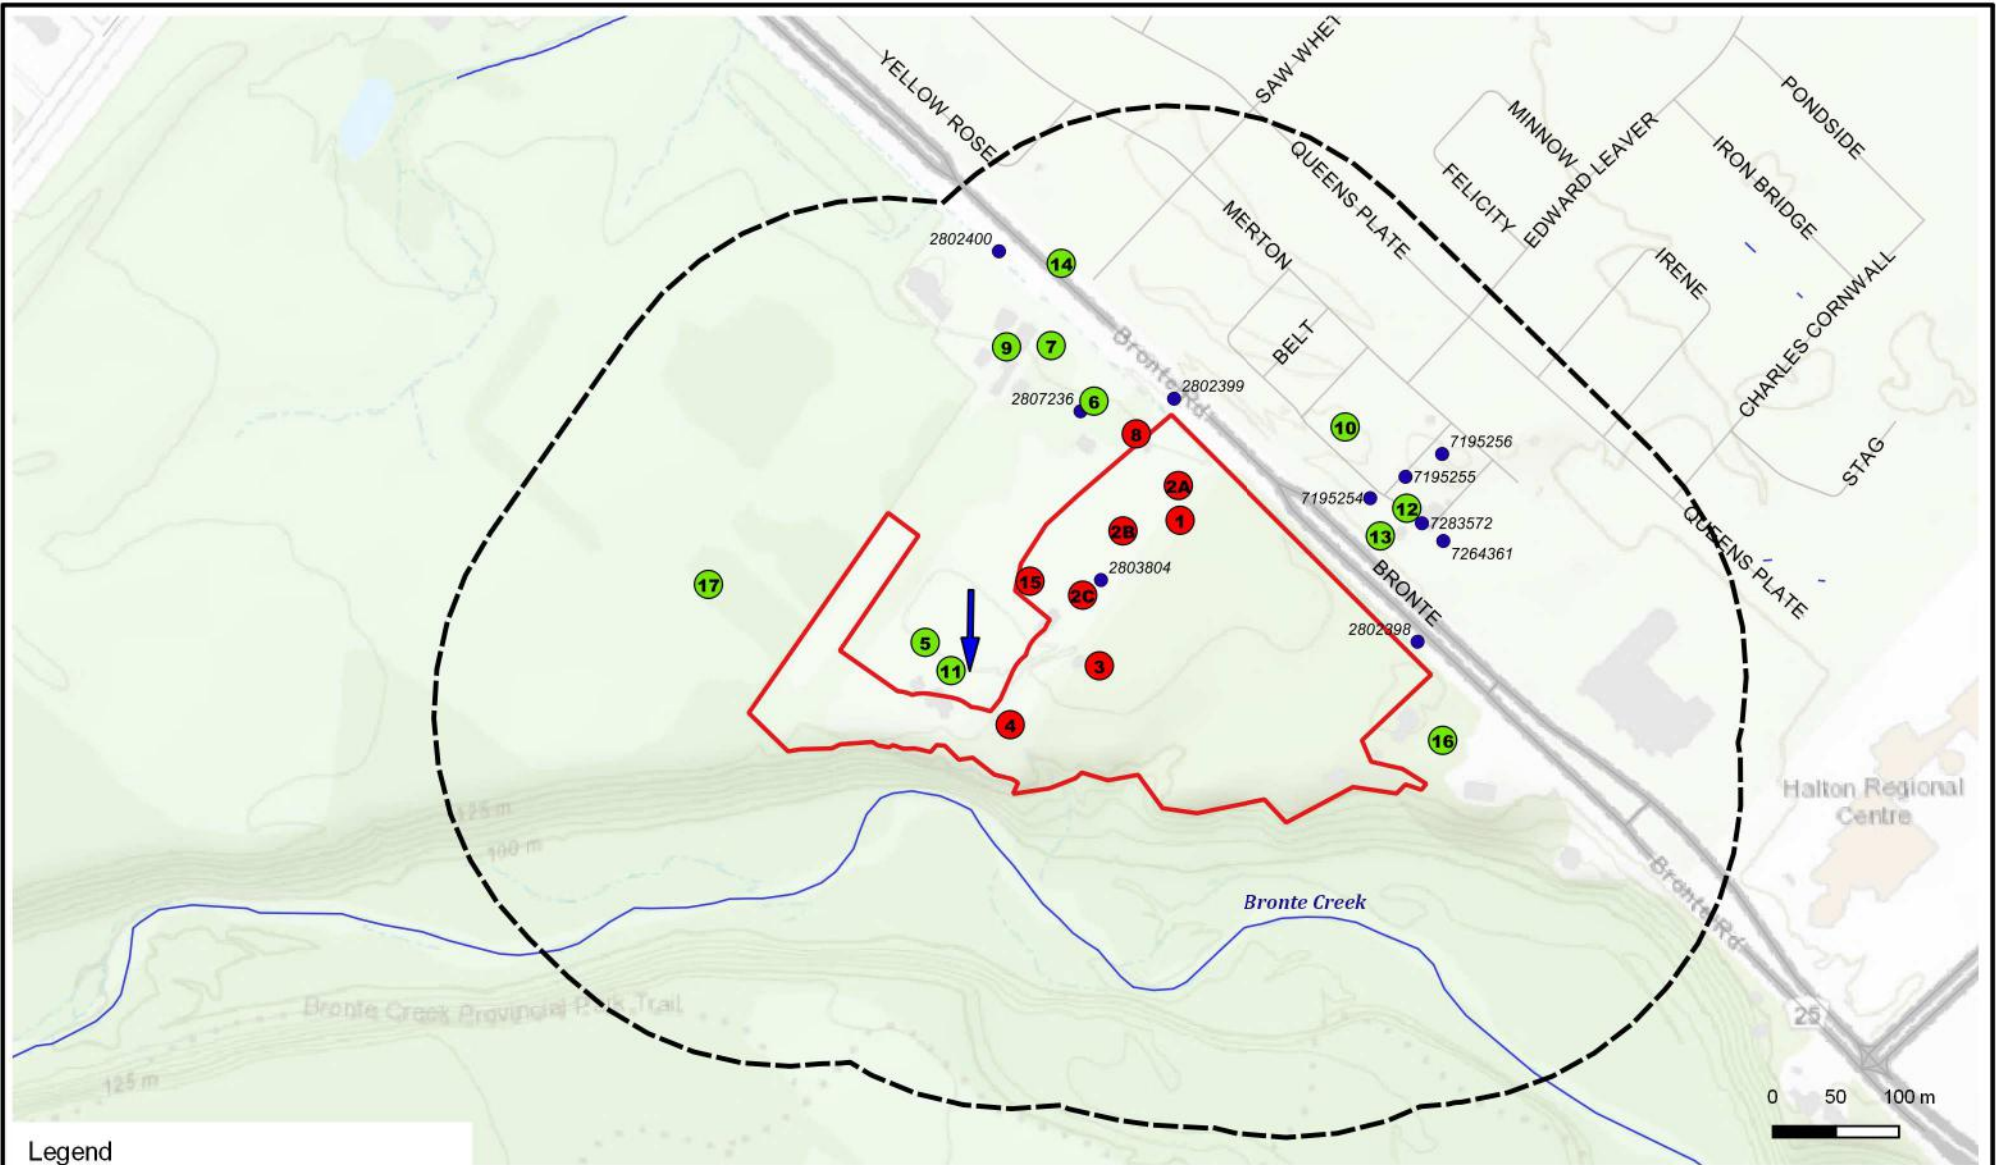 YELLOW ROSE
SAW WHET
MINNOW
PONDSIDE
QUEENS PLATE
FELICITY
EDWARD LEAVER
IRON BRIDGE
MERTON
2802400
14
IRENE
CHARLES CORNWALL
BELT
Bronte Rd
9
7
2802399
2807236
6
8
10
7195256
STAG
7195255
2A
7195254
12
1
7283572
2B
13
7264361
QUEENS PLATE
2803804
BRONTE
17
15
2C
2802398
5
11
3
4
16
Halton Regional
Centre
125 m
100 m
Bronte Rd
Bronte Creek
Bronte Creek Provincial Park Trail
25
125 m
0 50 100 m
Legend